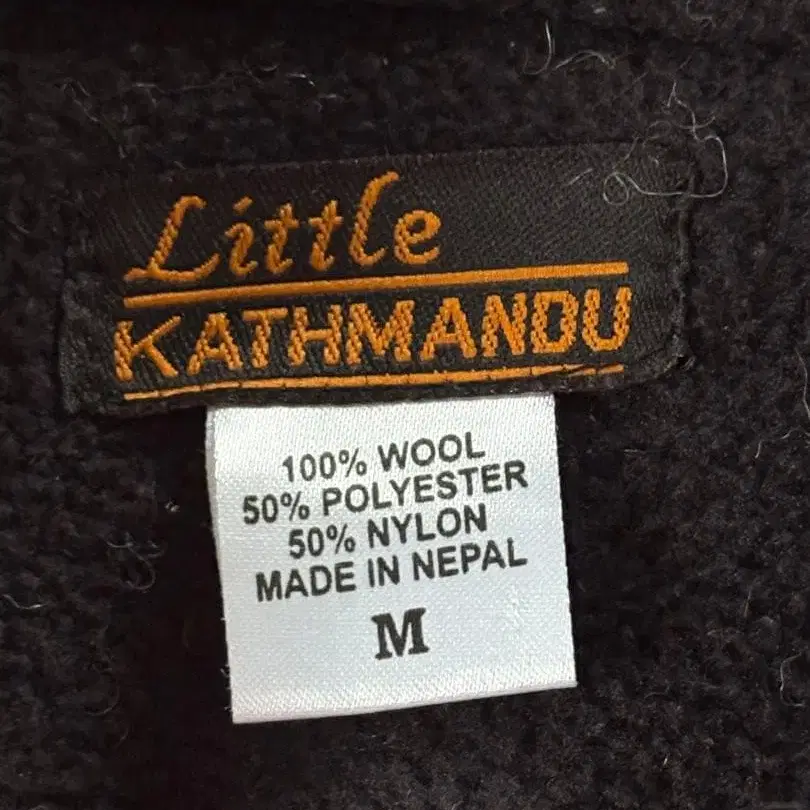 Little
KATHMANDU
100% WOOL
50% POLYESTER
50% NYLON
MADE IN NEPAL
M